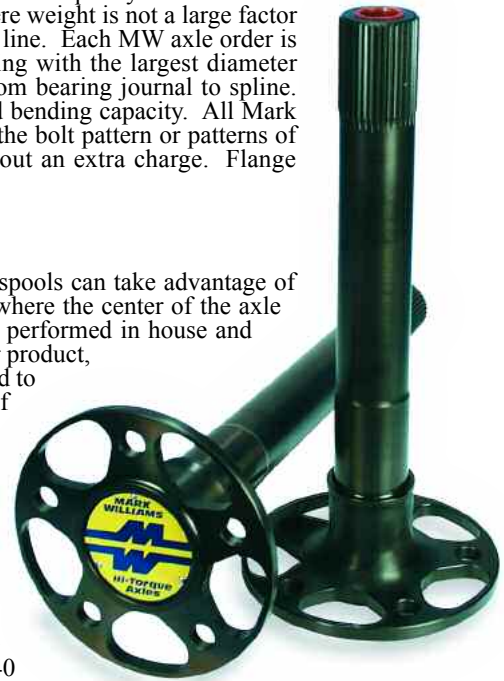 ere weight is not a large factor
line. Each MW axle order is
ing with the largest diameter
om bearing journal to spline.
bending capacity. All Mark
the bolt pattern or patterns of
out an extra charge. Flange
spools can take advantage of
where the center of the axle
performed in house and
product,
d to
f
MARK
WILLIAMS
MW
Hi-Torque
Axles
40